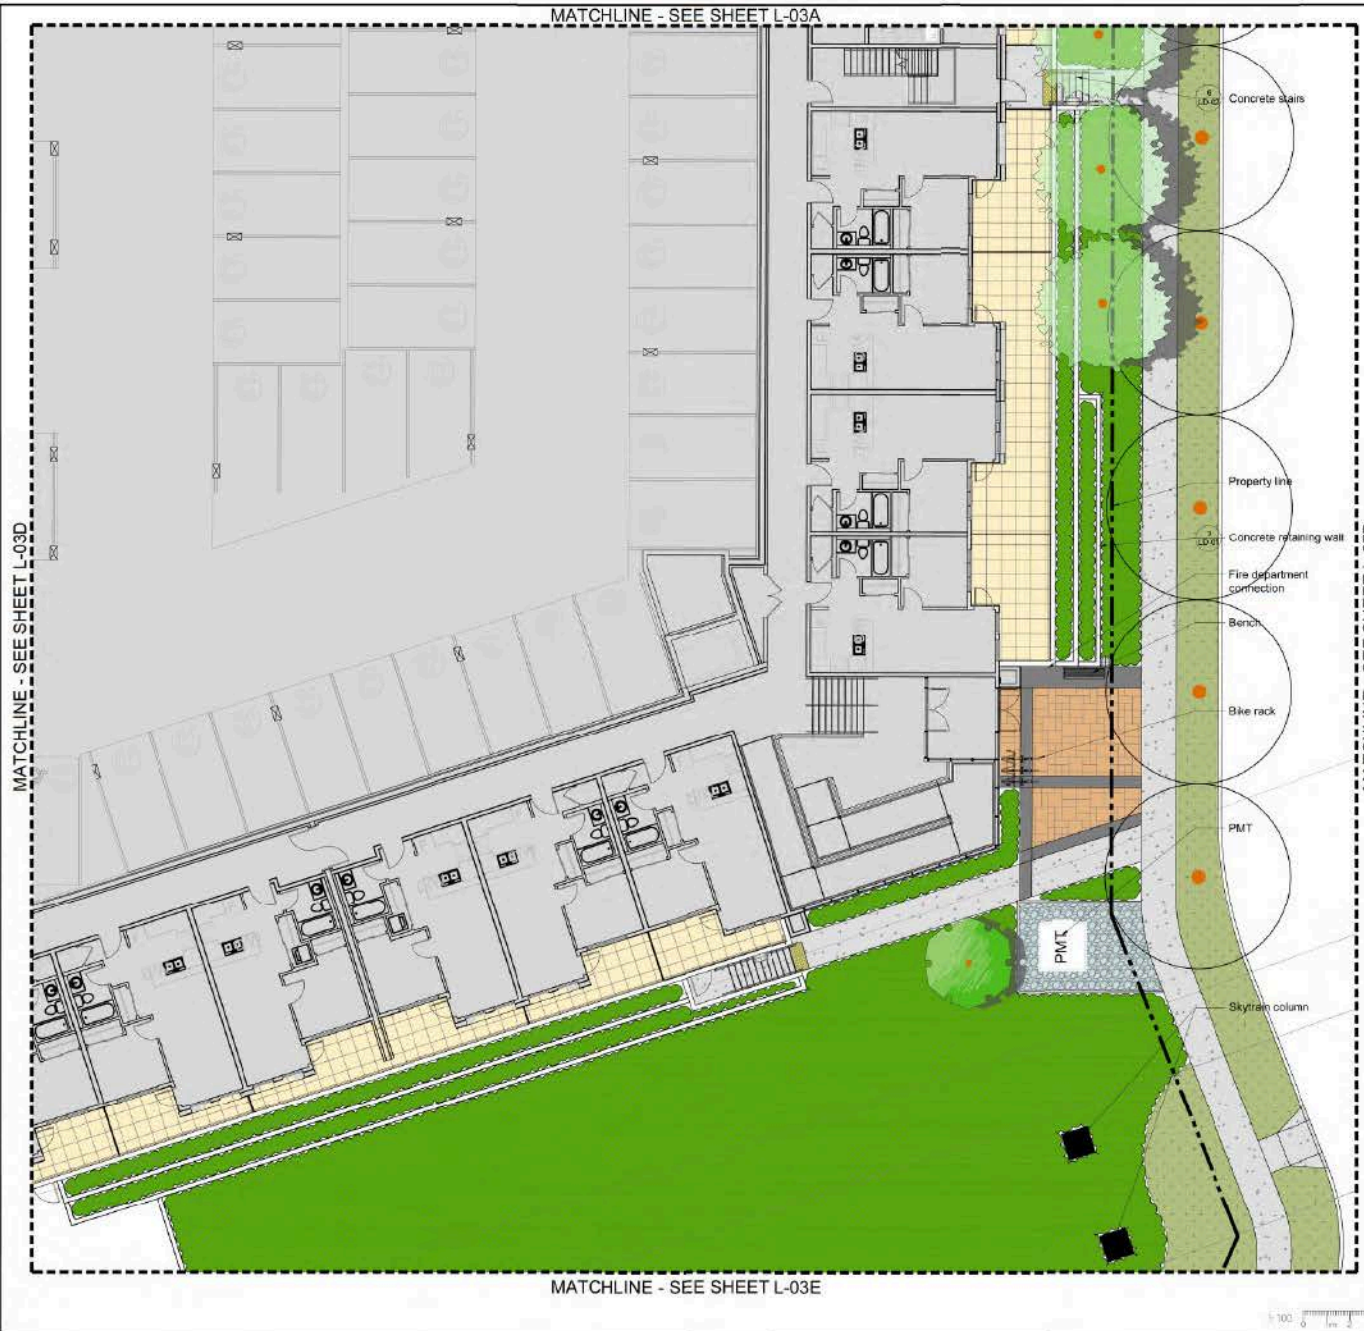 MATCHLINE - SEE SHEET L-03A
Concrete stairs
Property line
Concrete retaining wall
Fire department
connection
Bench
Bike rack
PMT
PMT
Skytrain column
MATCHLINE - SEE SHEET L-03D
MATCHLINE - SEE SHEET L-03E